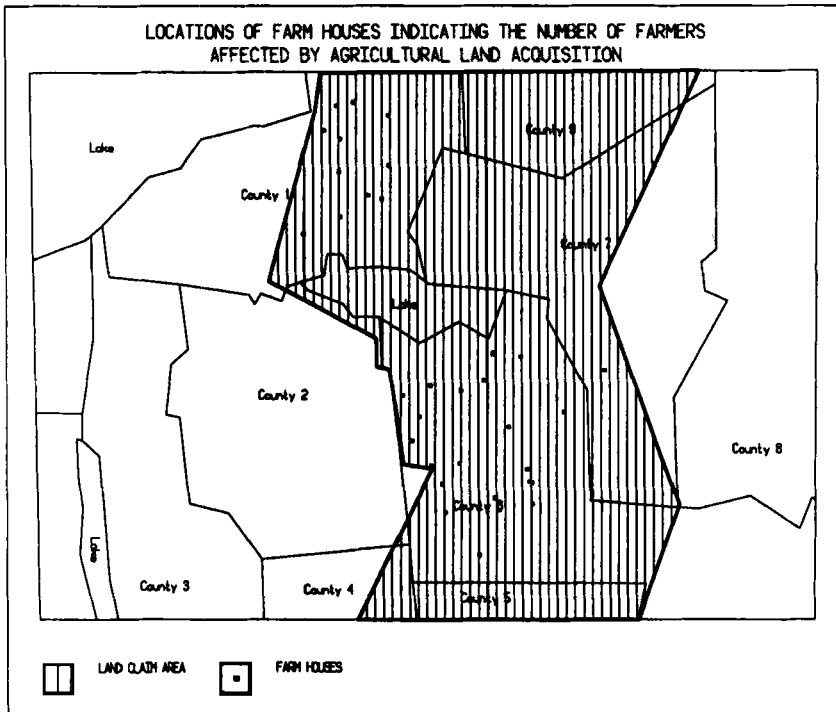 LOCATIONS OF FARM HOUSES INDICATING THE NUMBER OF FARMERS
AFFECTED BY AGRICULTURAL LAND ACQUISITION
Lake
County 9
County 1
County 7
Lake
County 2
County 8
County
Lake
County 3
County 4
County 5
LAND CLAIM AREA
FARM HOUSES